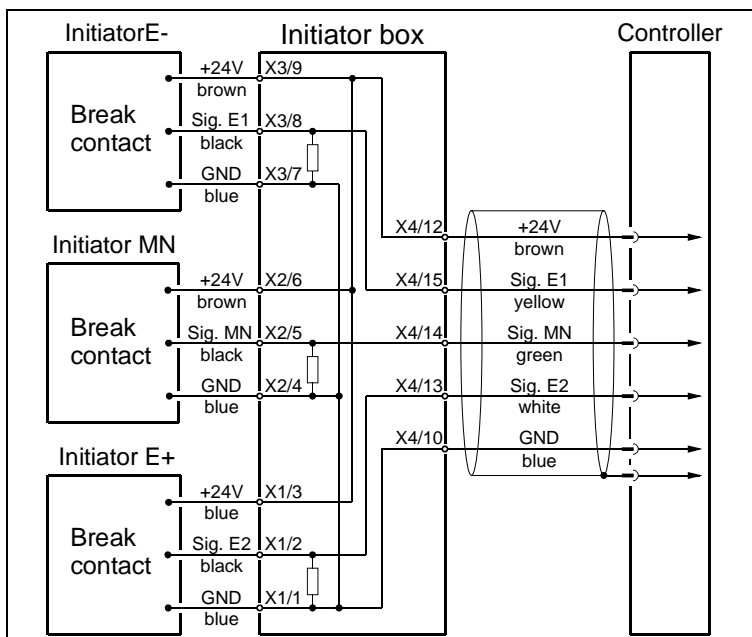 InitiatorE-
Initiator box
Controller
Break
contact
+24V
X3/9
brown
Sig. E1
X3/8
black
GND
X3/7
blue
Initiator MN
Break
contact
+24V
X2/6
brown
Sig. MN
X2/5
black
GND
X2/4
blue
Initiator E+
Break
contact
+24V
X1/3
blue
Sig. E2
X1/2
black
GND
X1/1
blue
X4/12
+24V
brown
X4/15
Sig. E1
yellow
X4/14
Sig. MN
green
X4/13
Sig. E2
white
X4/10
GND
blue